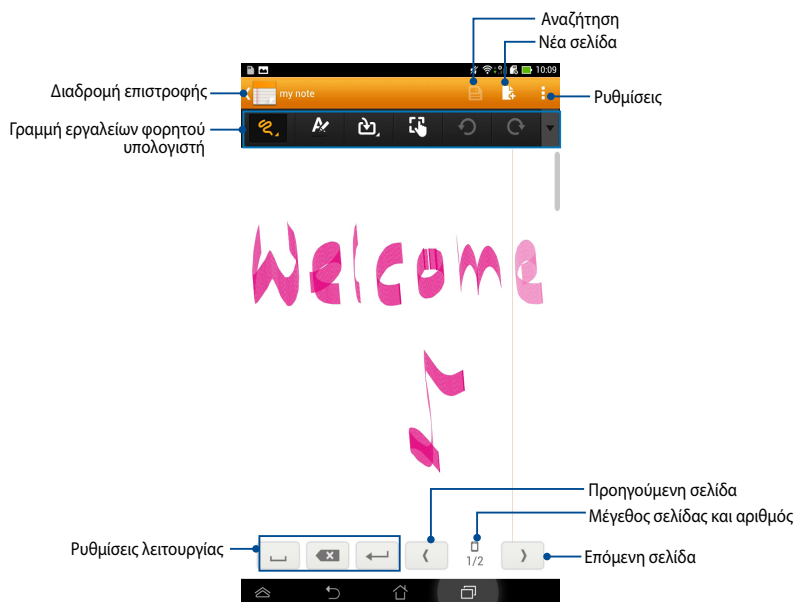 Αναζήτηση
Νέα σελίδα
10:09
Διαδρομή επιστροφής
my note
Ρυθμίσεις
Γραμμή εργαλείων φορητού
υπολογιστή
Welcome
Προηγούμενη σελίδα
Μέγεθος σελίδας και αριθμός
Ρυθμίσεις λειτουργίας
1/2
Επόμενη σελίδα